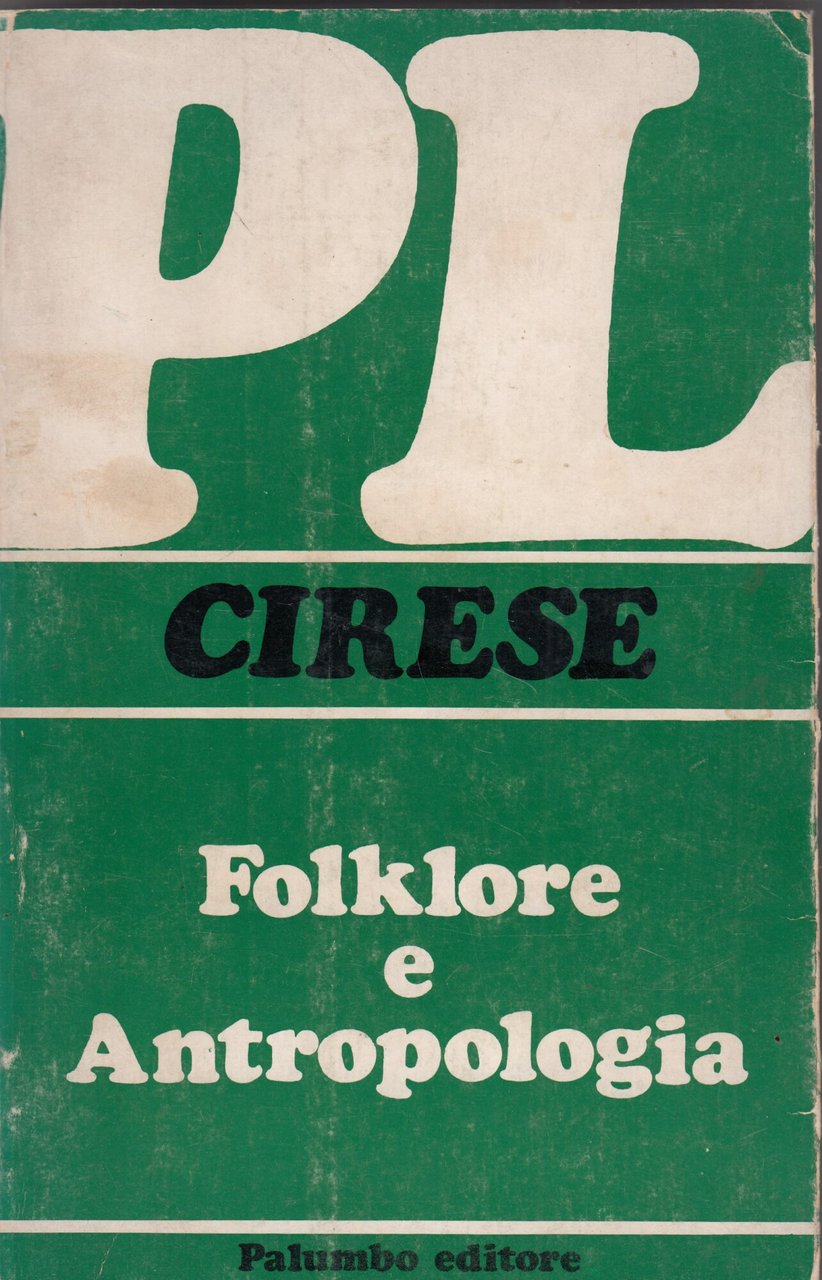 PL
CIRESE
Folklore
e
Antropologia
Palumbo editore